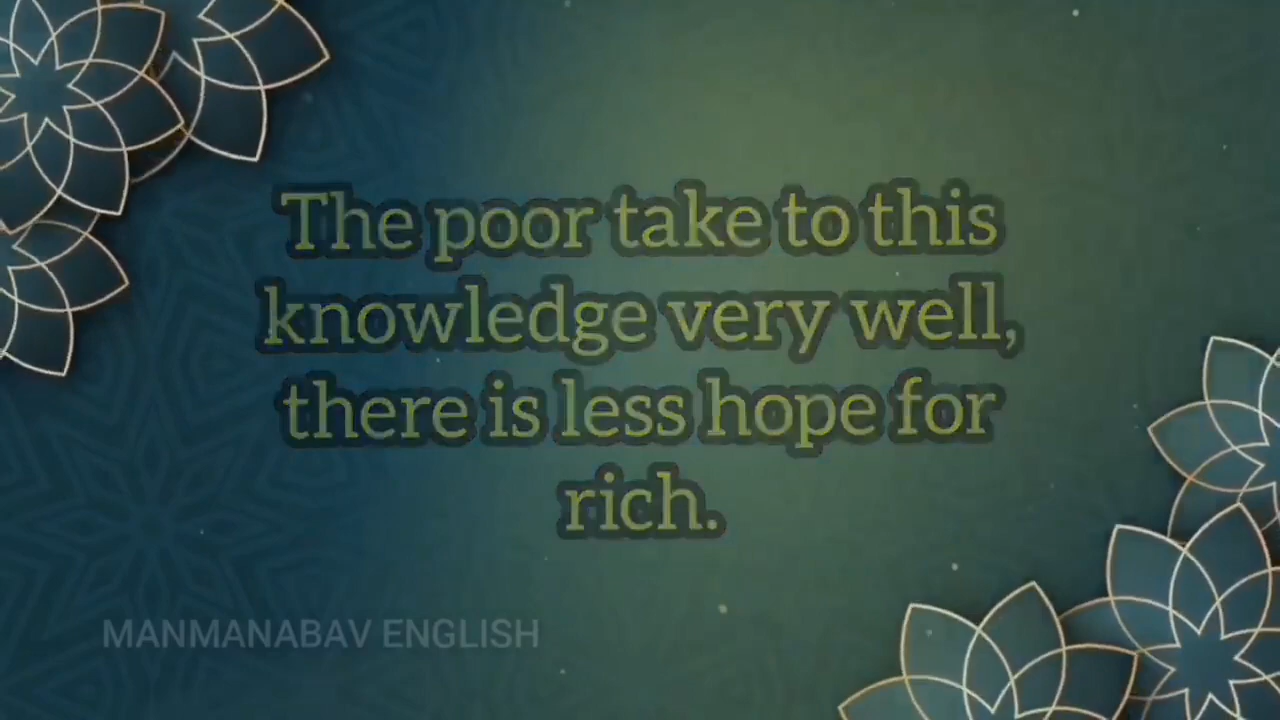 The poor take to this
knowledge very well,
there is less hope for
rich.
MANMANABAV ENGLISH